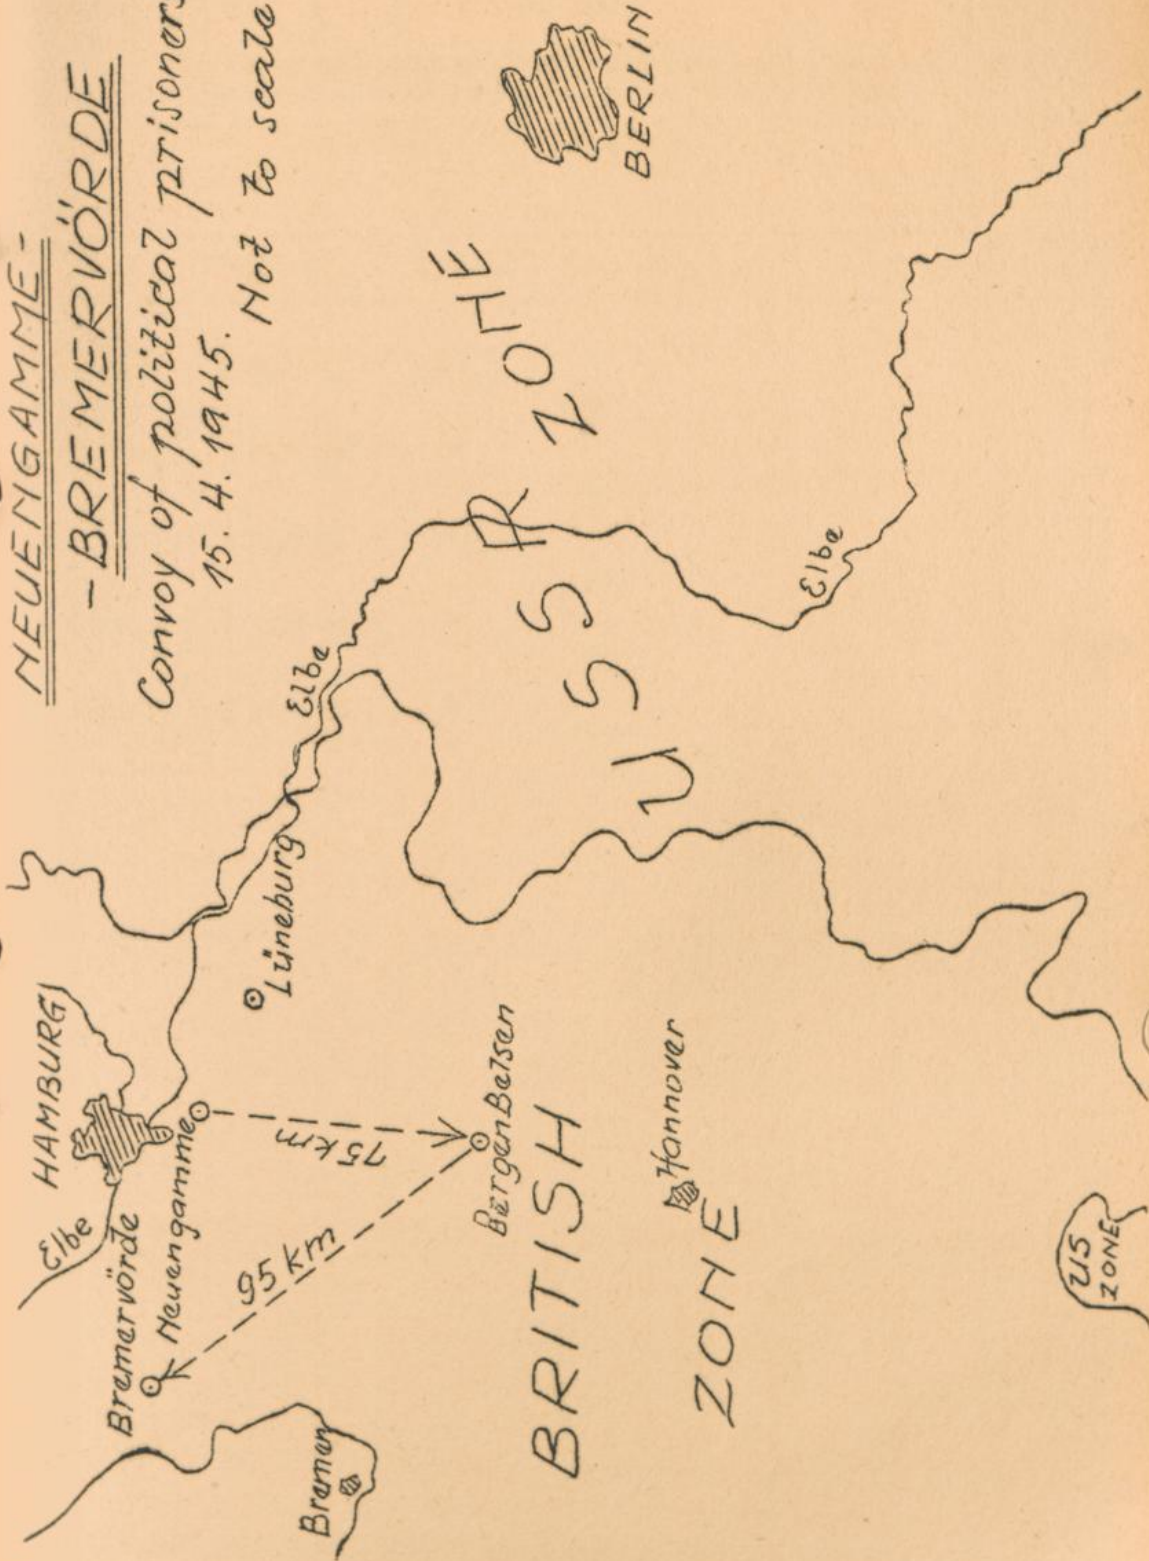 NEUENGAMME-
-BREMERVÖRDE
Convoy of political prisoners
15.4.1945.
Not to scale
HAMBURG
Elbe
Bremervörde
Neuengamme
75 km
95 km
Bremen
Lüneburg
Elbe
Bergen Belsen
BRITISH
ZONE
Hannover
US
ZONE
USSR ZONE
Elbe
BERLIN